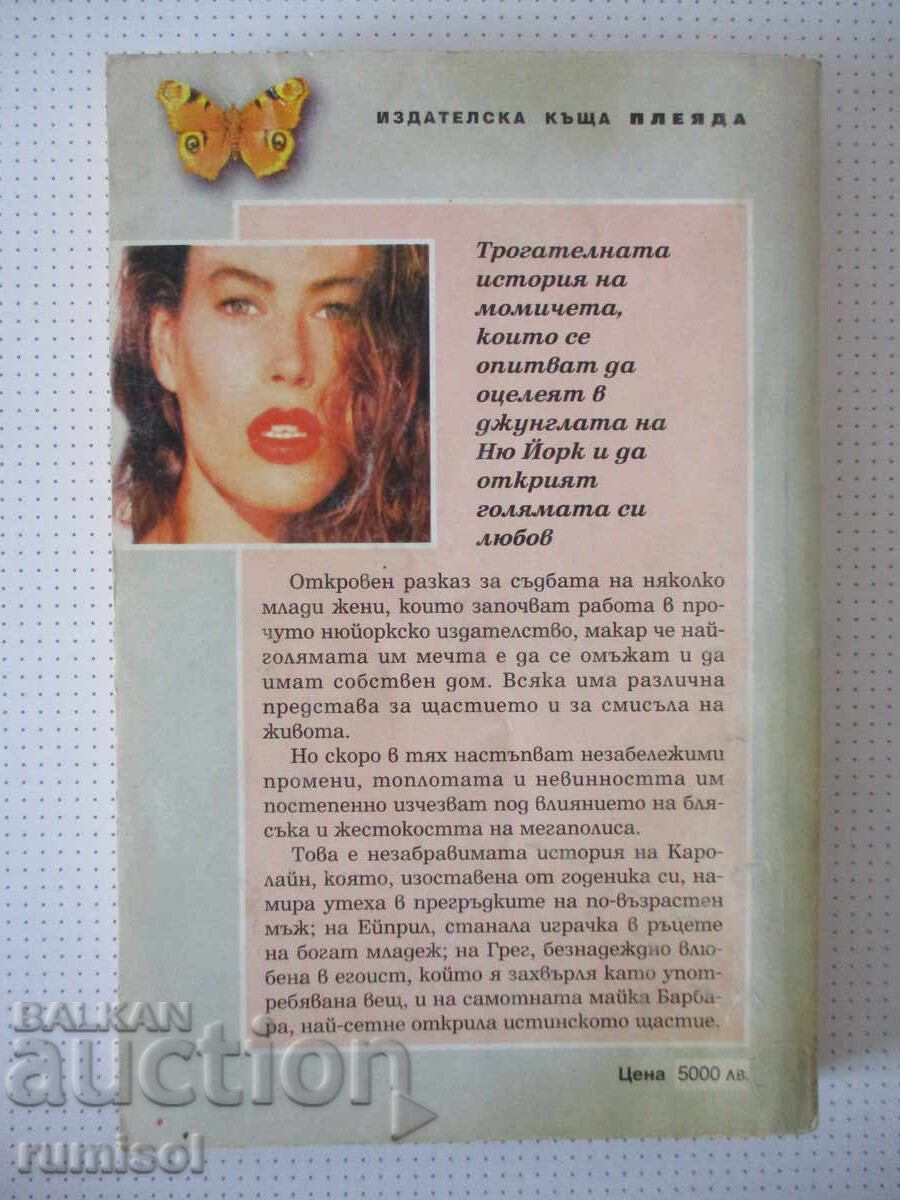 ИЗДАТЕЛСКА КЪЩА ПЛЕЯДА
Трогателната
история на
момичета,
които се
опитват да
оцелеят в
джунглата на
Ню Йорк и да
открият
голямата си
любов
Откровен разказ за съдбата на няколко
млади жени, които започват работа в про-
чуто нюйоркско издателство, макар че най-
голямата им мечта е да се омъжат и да
имат собствен дом. Всяка има различна
представа за щастието и за смисъла на
живота.
Но скоро в тях настъпват незабележими
промени, топлотата и невинността им
постепенно изчезват под влиянието на бля-
съка и жестокостта на мегаполиса.
Това е незабравимата история на Каро-
лайн, която, изоставена от годеника си, на-
мира утеха в прегръдките на по-възрастен
мъж; на Ейприл, станала играчка в ръцете
на богат младеж; на Грег, безнадеждно влю-
бена в егоист, който я захвърля като упот-
ребявана вещ, и на самотната майка Барба-
ра, най-сетне открила истинското щастие.
Цена 5000 лв.
BALKAN
auction
rumisol